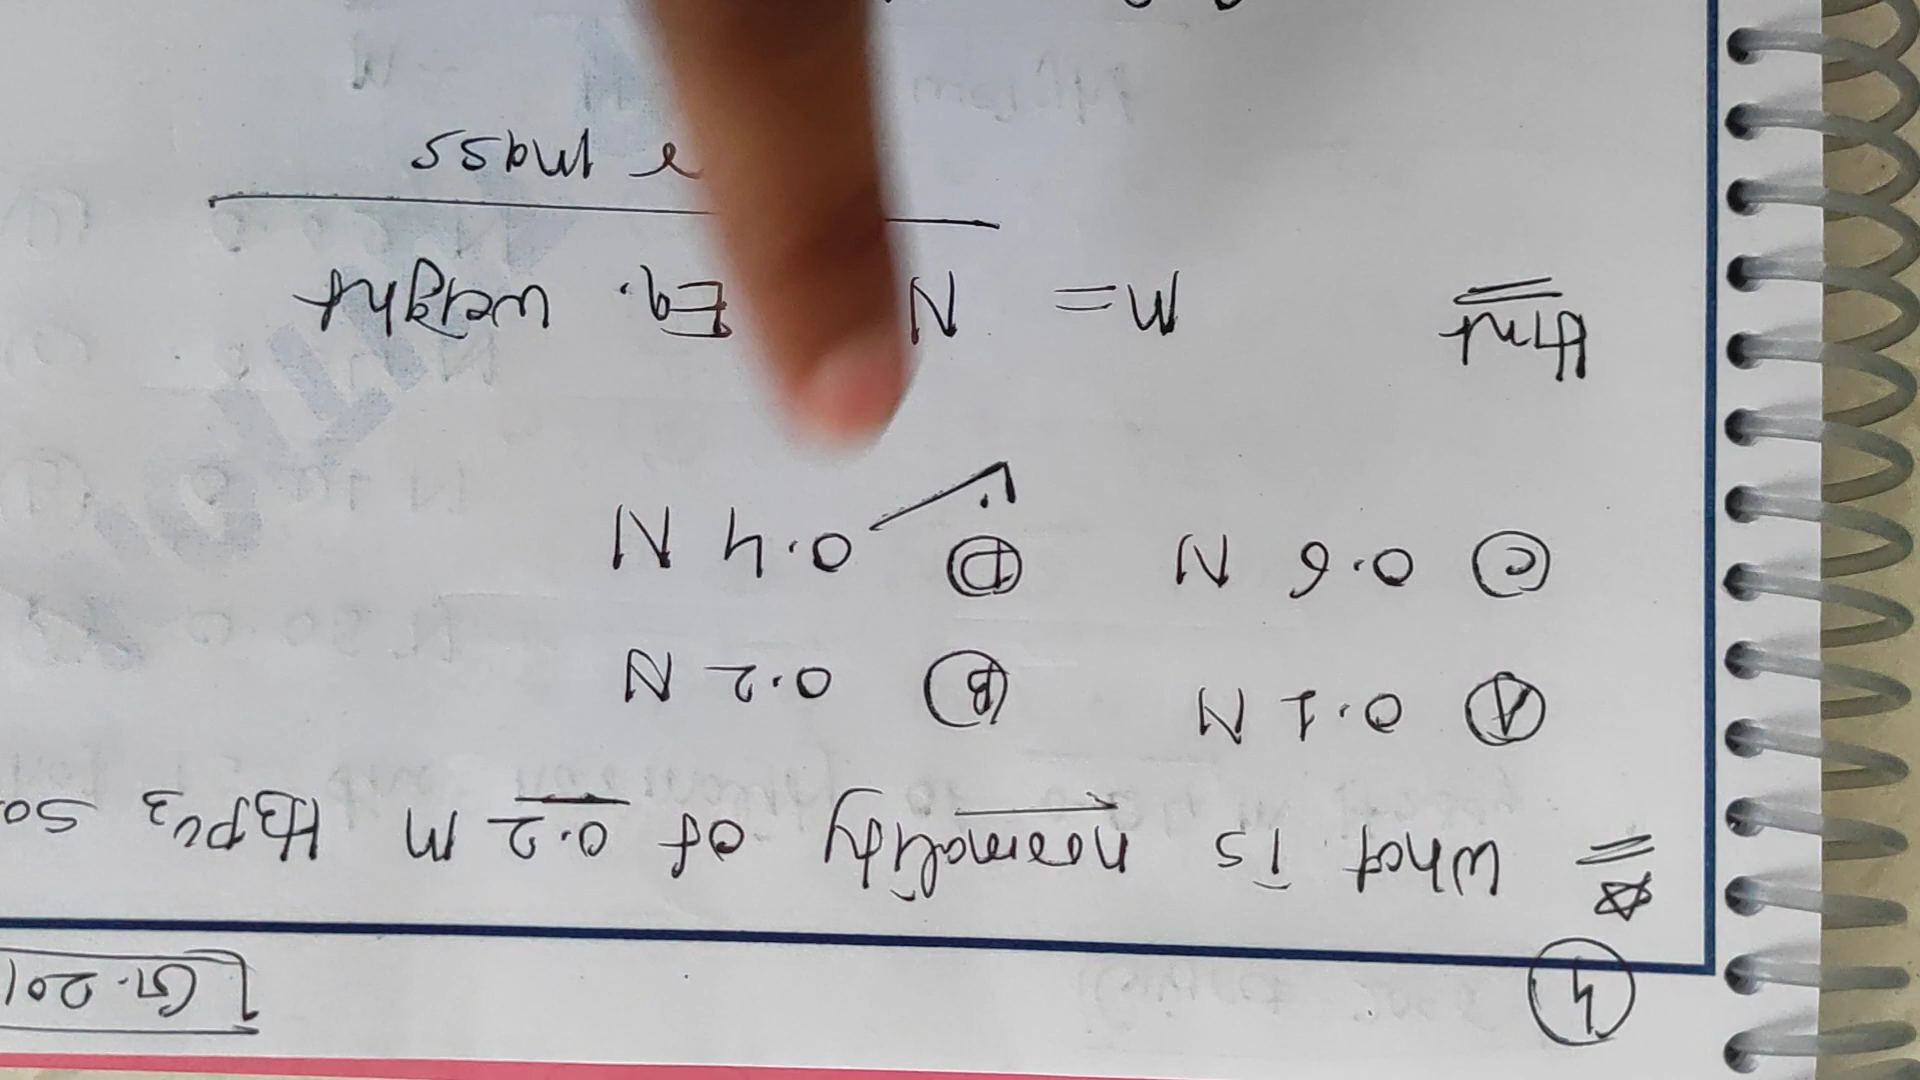 4
[G. 201
What is normality of 0.2 M H3PO3 so
A 0.1 N B 0.2 N
C 0.6 N D 0.4 N
Hint M = N Eq. weight
mass